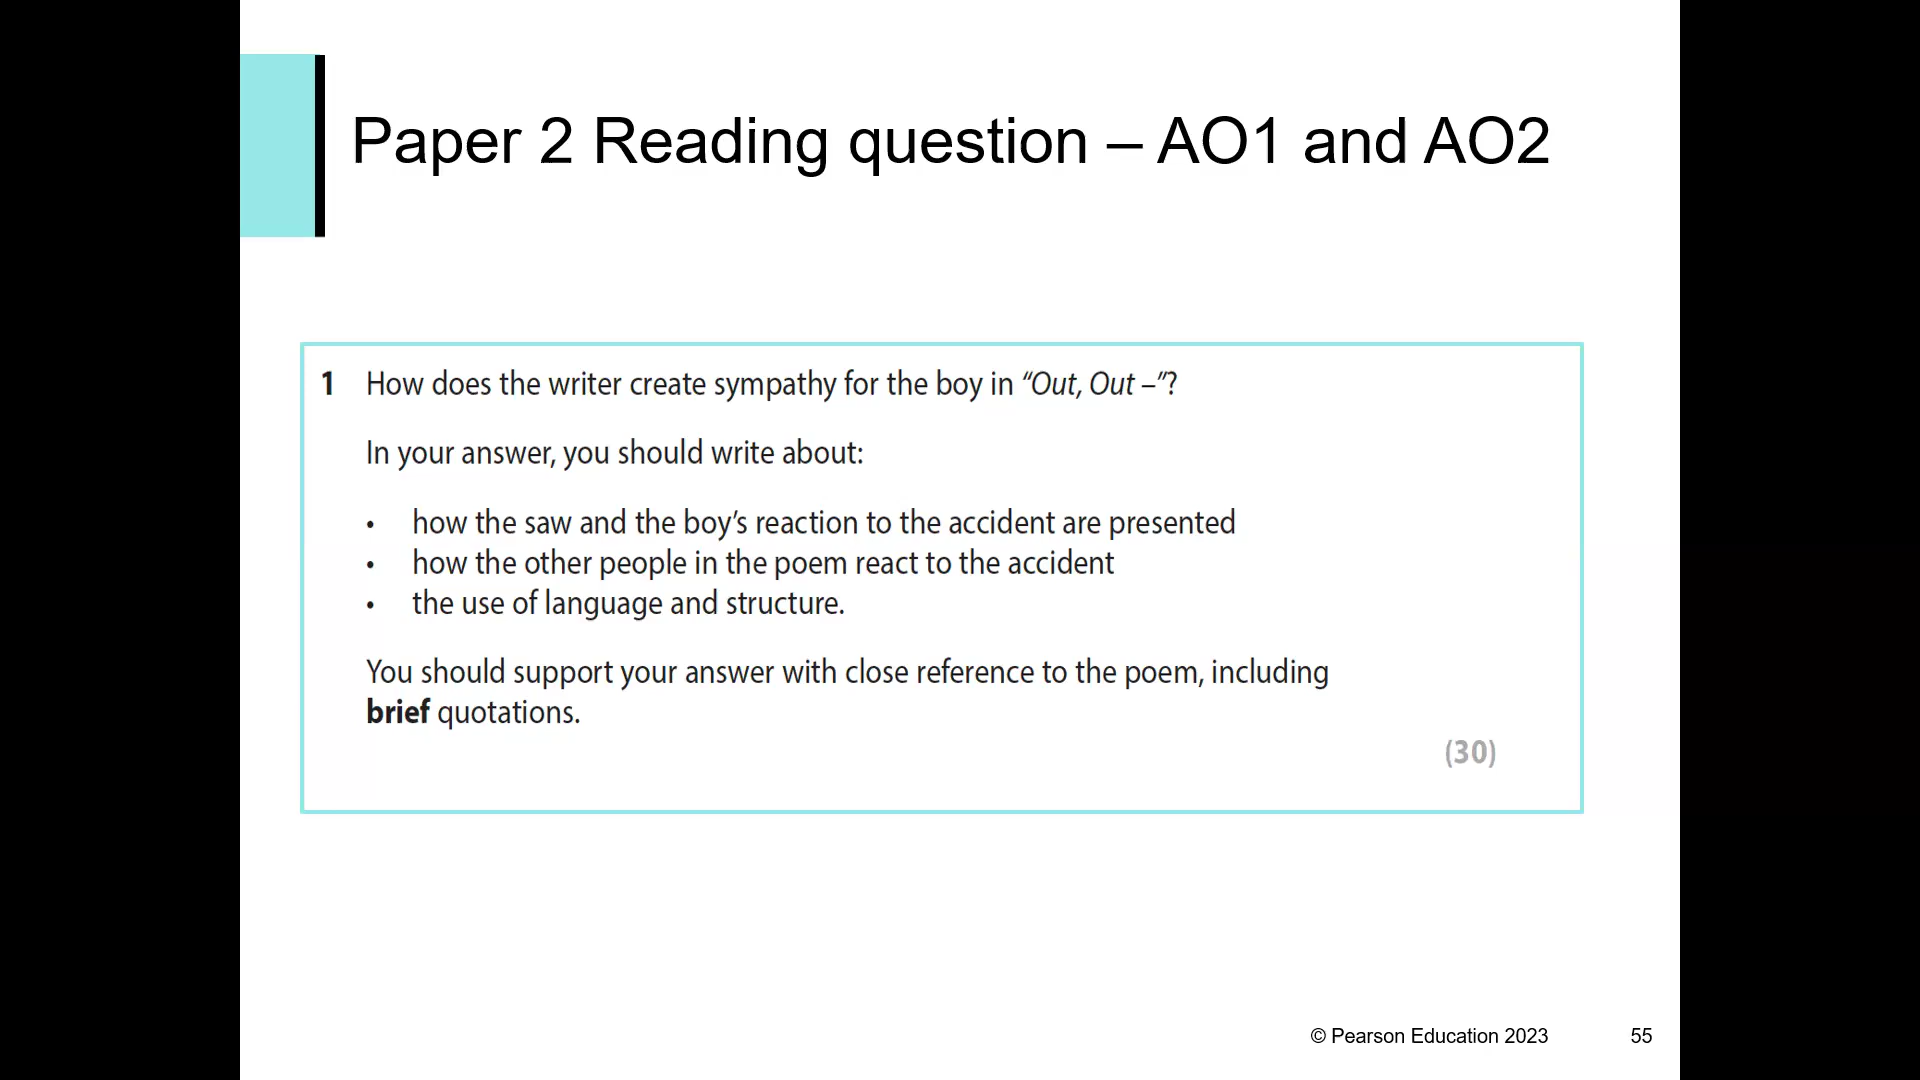 Paper 2 Reading question – AO1 and AO2
1 How does the writer create sympathy for the boy in “Out, Out –”?
In your answer, you should write about:
• how the saw and the boy’s reaction to the accident are presented
• how the other people in the poem react to the accident
• the use of language and structure.
You should support your answer with close reference to the poem, including
brief quotations.
(30)
© Pearson Education 2023 55